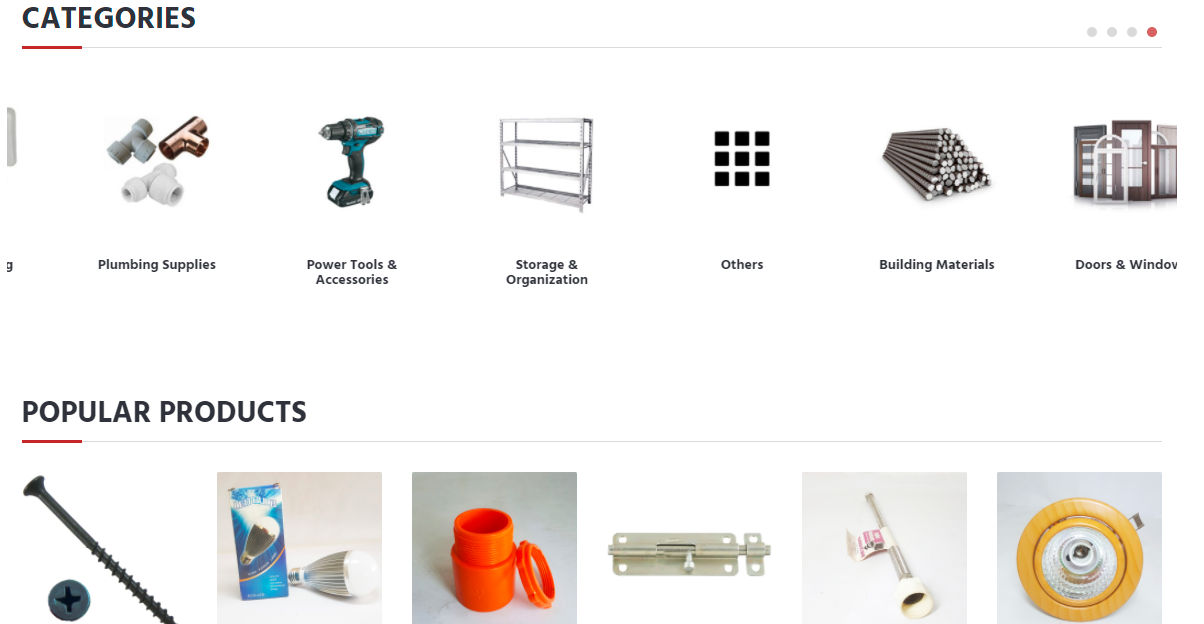 CATEGORIES
g
Plumbing Supplies
Power Tools &
Accessories
Storage &
Organization
Others
Building Materials
Doors & Window
POPULAR PRODUCTS